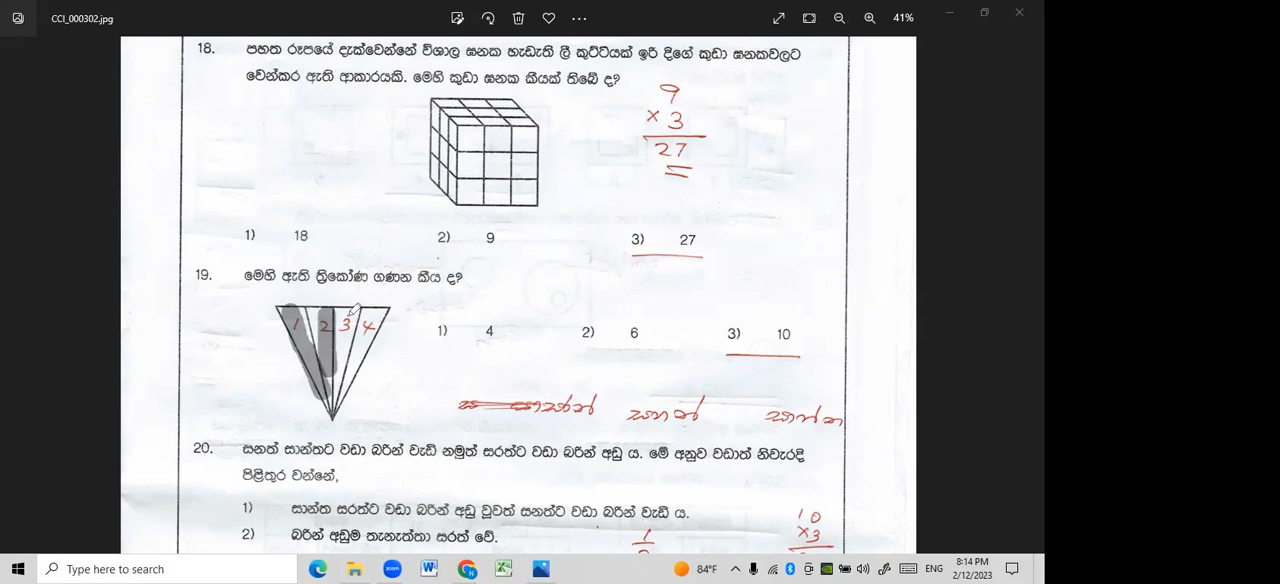 CCI_000302.jpg
41%
18. පහත රූපයේ දැක්වෙන්නේ විශාල ඝනක හැඩැති ලී කුට්ටියක් ඉරි දිගේ කුඩා ඝනකවලට
වෙන්කර ඇති ආකාරයකි. මෙහි කුඩා ඝනක කීයක් තිබේ ද?
9
× 3
27
1) 18 2) 9 3) 27
19. මෙහි ඇති ත්‍රිකෝණ ගණන කීය ද?
1 2 3 4
1) 4 2) 6 3) 10
සරත් සනත් සාන්ත
20. සනත් සාන්තට වඩා බරින් වැඩි නමුත් සරත්ට වඩා බරින් අඩු ය. මේ අනුව වඩාත් නිවැරදි
පිළිතුර වන්නේ,
1) සාන්ත සරත්ට වඩා බරින් අඩු වූවත් සනත්ට වඩා බරින් වැඩි ය.
10
×3
2) බරින් අඩුම තැනැත්තා සරත් වේ.
1
Type here to search
84°F
ENG
8:14 PM
2/12/2023